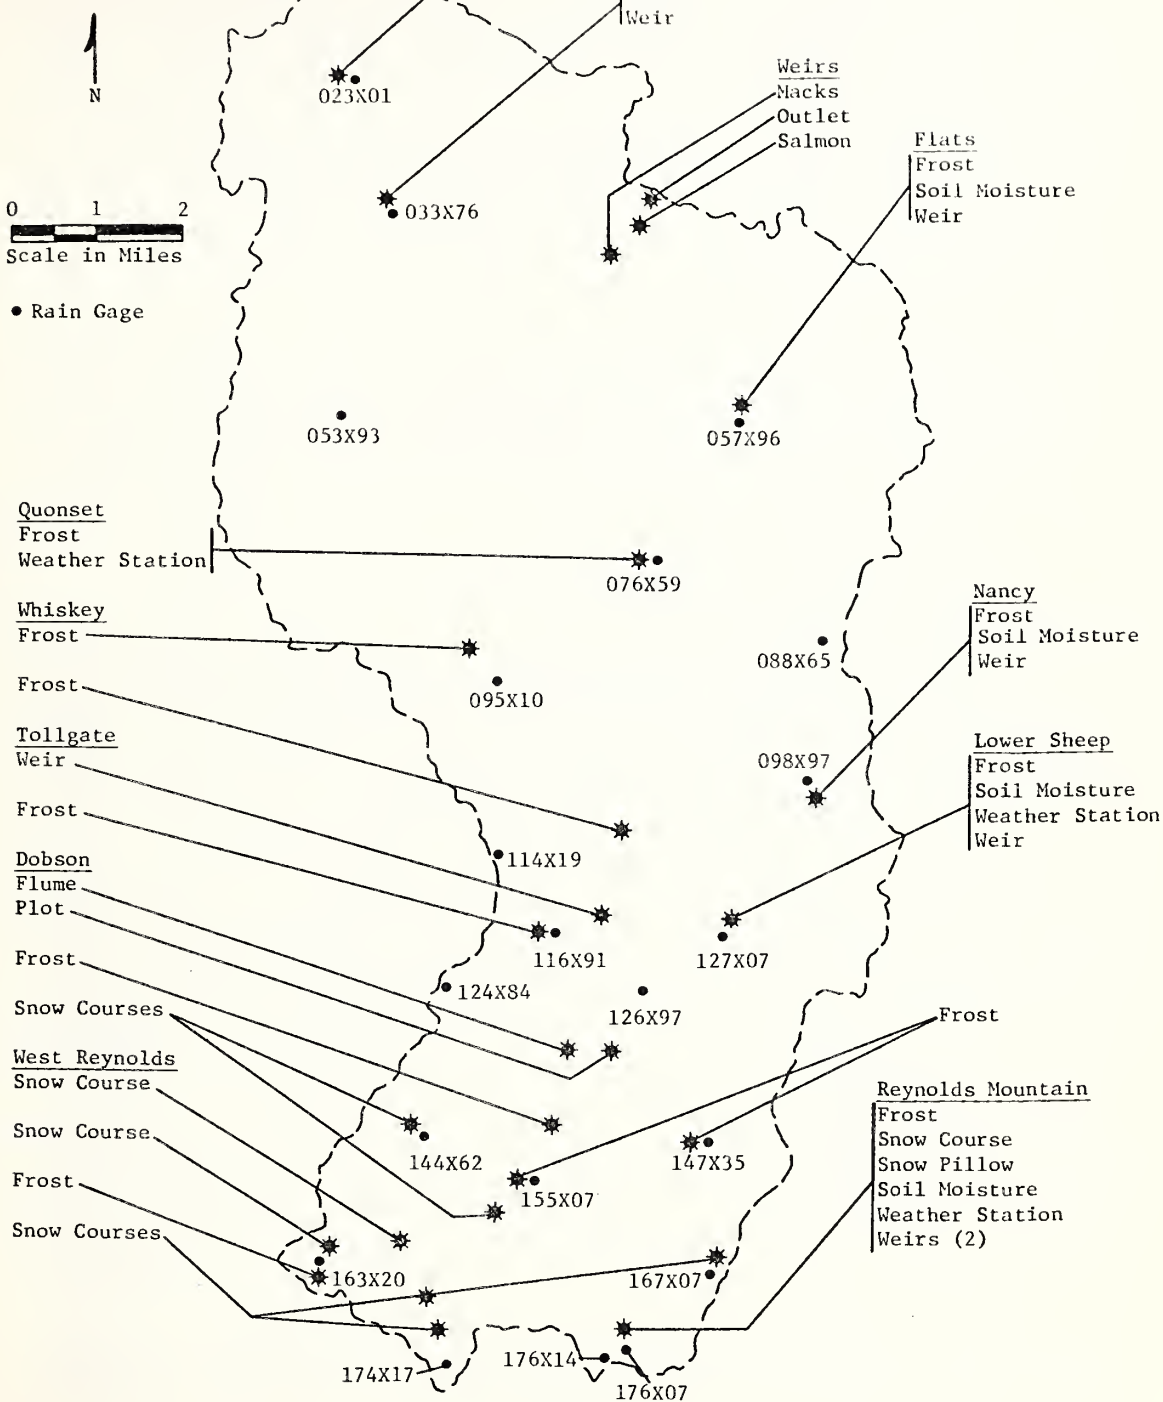 Weir
N
023X01
Weirs
Macks
Outlet
Salmon
Flats
Frost
Soil Moisture
Weir
0 1 2
Scale in Miles
033X76
Rain Gage
053X93
057X96
Quonset
Frost
Weather Station
076X59
Whiskey
Frost
Nancy
Frost
Soil Moisture
Weir
088X65
095X10
Frost
Tollgate
Weir
098X97
Lower Sheep
Frost
Soil Moisture
Weather Station
Weir
Frost
114X19
Dobson
Flume
Plot
116X91
127X07
Frost
124X84
126X97
Snow Courses
Frost
West Reynolds
Snow Course
Reynolds Mountain
Frost
Snow Course
Snow Pillow
Soil Moisture
Weather Station
Weirs (2)
Snow Course
144X62
147X35
Frost
155X07
Snow Courses
163X20
167X07
174X17
176X14
176X07